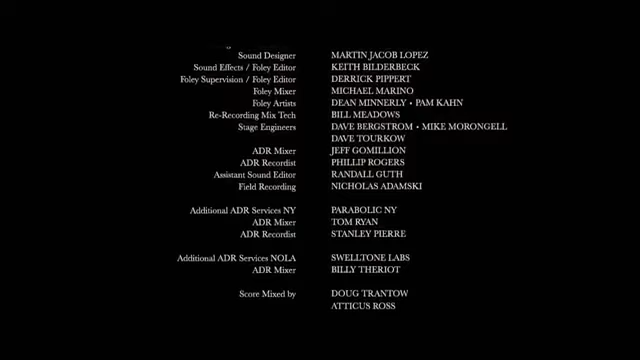 Sound Designer MARTIN JACOB LOPEZ
Sound Effects / Foley Editor KEITH BILDERBECK
Foley Supervision / Foley Editor DERRICK PIPPERT
Foley Mixer MICHAEL MARINO
Foley Artists DEAN MINNERLY • PAM KAHN
Re-Recording Mix Tech BILL MEADOWS
Stage Engineers DAVE BERGSTROM • MIKE MORONGELL
DAVE TOURKOW
ADR Mixer JEFF GOMILLION
ADR Recordist PHILLIP ROGERS
Assistant Sound Editor RANDALL GUTH
Field Recording NICHOLAS ADAMSKI
Additional ADR Services NY PARABOLIC NY
ADR Mixer TOM RYAN
ADR Recordist STANLEY PIERRE
Additional ADR Services NOLA SWELLTONE LABS
ADR Mixer BILLY THERIOT
Score Mixed by DOUG TRANTOW
ATTICUS ROSS